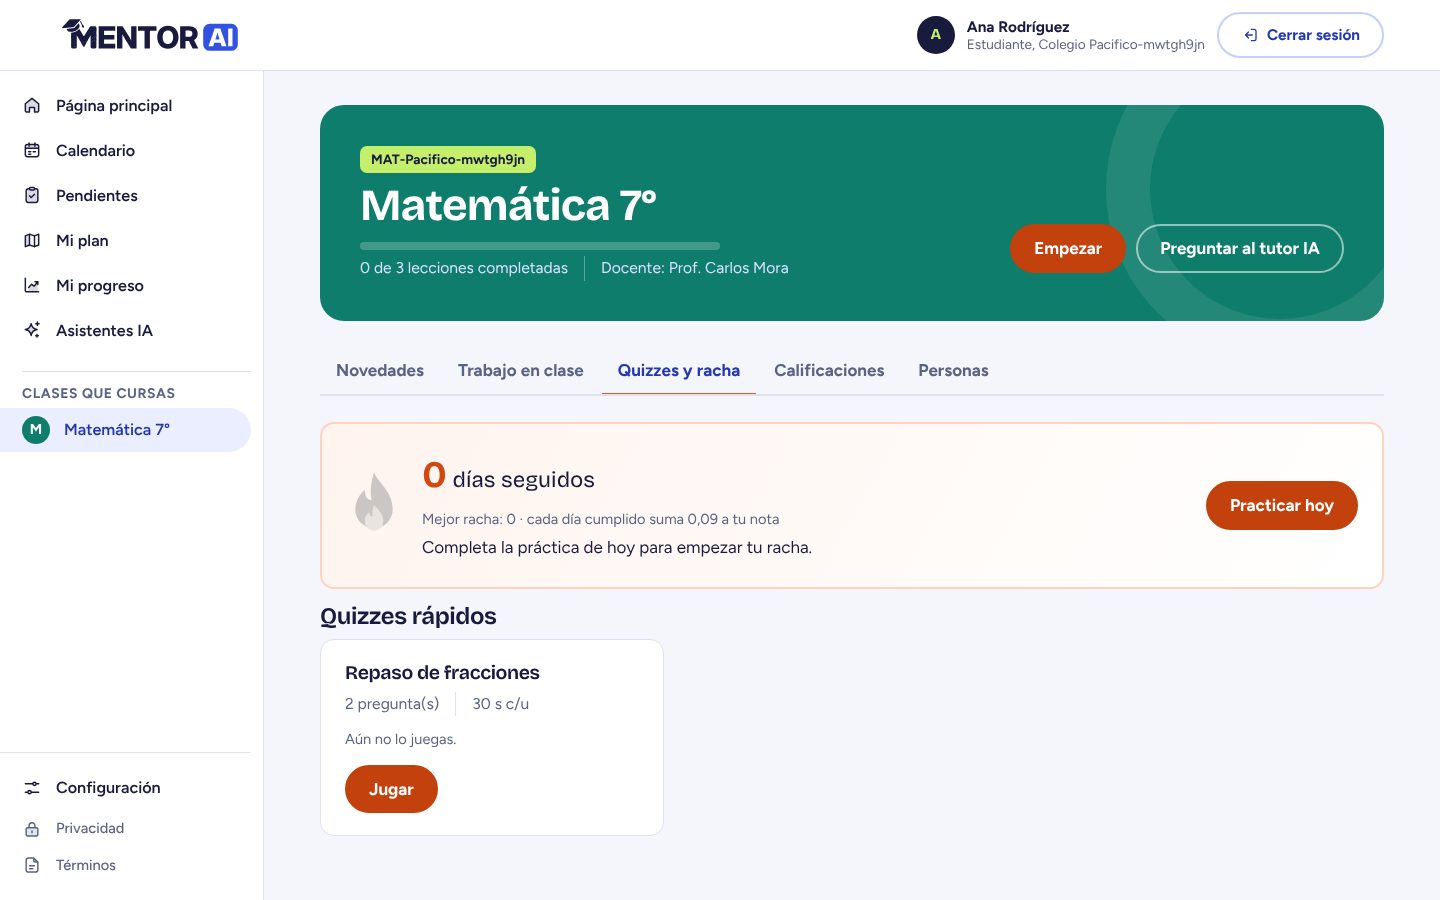 MENTOR AI
A
Ana Rodríguez
Estudiante, Colegio Pacifico-mwtgh9jn
Cerrar sesión
Página principal
Calendario
Pendientes
Mi plan
Mi progreso
Asistentes IA
CLASES QUE CURSAS
M
Matemática 7°
Configuración
Privacidad
Términos
MAT-Pacifico-mwtgh9jn
Matemática 7°
0 de 3 lecciones completadas
Docente: Prof. Carlos Mora
Empezar
Preguntar al tutor IA
Novedades
Trabajo en clase
Quizzes y racha
Calificaciones
Personas
0 días seguidos
Mejor racha: 0 · cada día cumplido suma 0,09 a tu nota
Completa la práctica de hoy para empezar tu racha.
Practicar hoy
Quizzes rápidos
Repaso de fracciones
2 pregunta(s)
30 s c/u
Aún no lo juegas.
Jugar